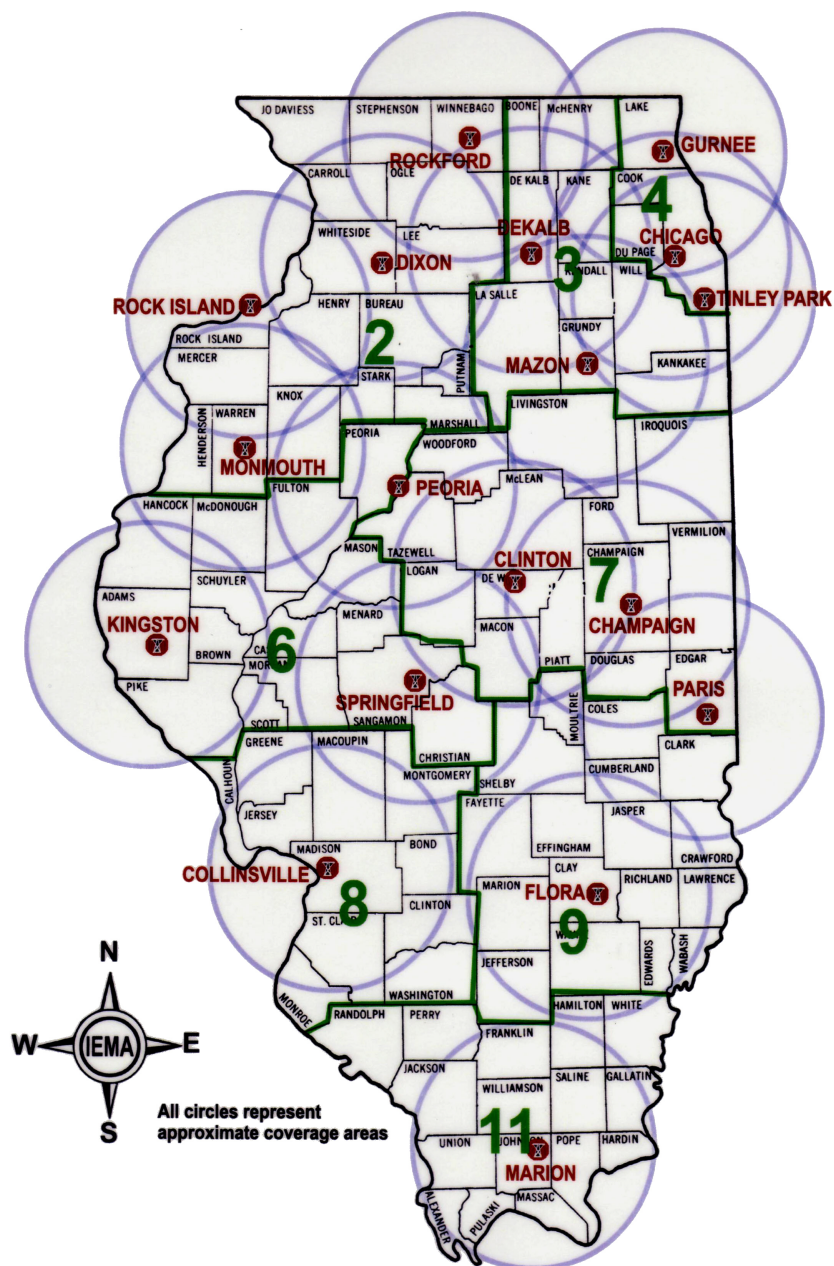 JO DAVIESS
STEPHENSON
WINNEBAGO
BOONE
McHENRY
LAKE
ROCKFORD
GURNEE
CARROLL
OGLE
DE KALB
KANE
COOK
4
WHITESIDE
LEE
DEKALB
DU PAGE
CHICAGO
DIXON
3
KENDALL
WILL
ROCK ISLAND
HENRY
BUREAU
LA SALLE
TINLEY PARK
ROCK ISLAND
2
GRUNDY
MERCER
PUTNAM
MAZON
KANKAKEE
STARK
KNOX
HENDERSON
WARREN
MARSHALL
LIVINGSTON
PEORIA
WOODFORD
IROQUOIS
MONMOUTH
FULTON
PEORIA
McLEAN
HANCOCK
McDONOUGH
FORD
VERMILION
MASON
TAZEWELL
CLINTON
CHAMPAIGN
LOGAN
DE W
7
SCHUYLER
ADAMS
MENARD
KINGSTON
MACON
CHAMPAIGN
BROWN
CA
6
MORGAN
PIATT
DOUGLAS
EDGAR
PIKE
SPRINGFIELD
PARIS
SCOTT
SANGAMON
MOULTRIE
COLES
GREENE
MACOUPIN
CHRISTIAN
CLARK
CALHOUN
MONTGOMERY
SHELBY
CUMBERLAND
FAYETTE
JERSEY
JASPER
MADISON
BOND
EFFINGHAM
CRAWFORD
COLLINSVILLE
CLAY
MARION
FLORA
RICHLAND
LAWRENCE
8
CLINTON
ST. CLAIR
9
WAYNE
JEFFERSON
EDWARDS
WABASH
N
MONROE
WASHINGTON
RANDOLPH
PERRY
HAMILTON
WHITE
W
IEMA
E
FRANKLIN
JACKSON
SALINE
GALLATIN
S
WILLIAMSON
All circles represent
approximate coverage areas
11
UNION
JOHNSON
POPE
HARDIN
MARION
ALEXANDER
PULASKI
MASSAC